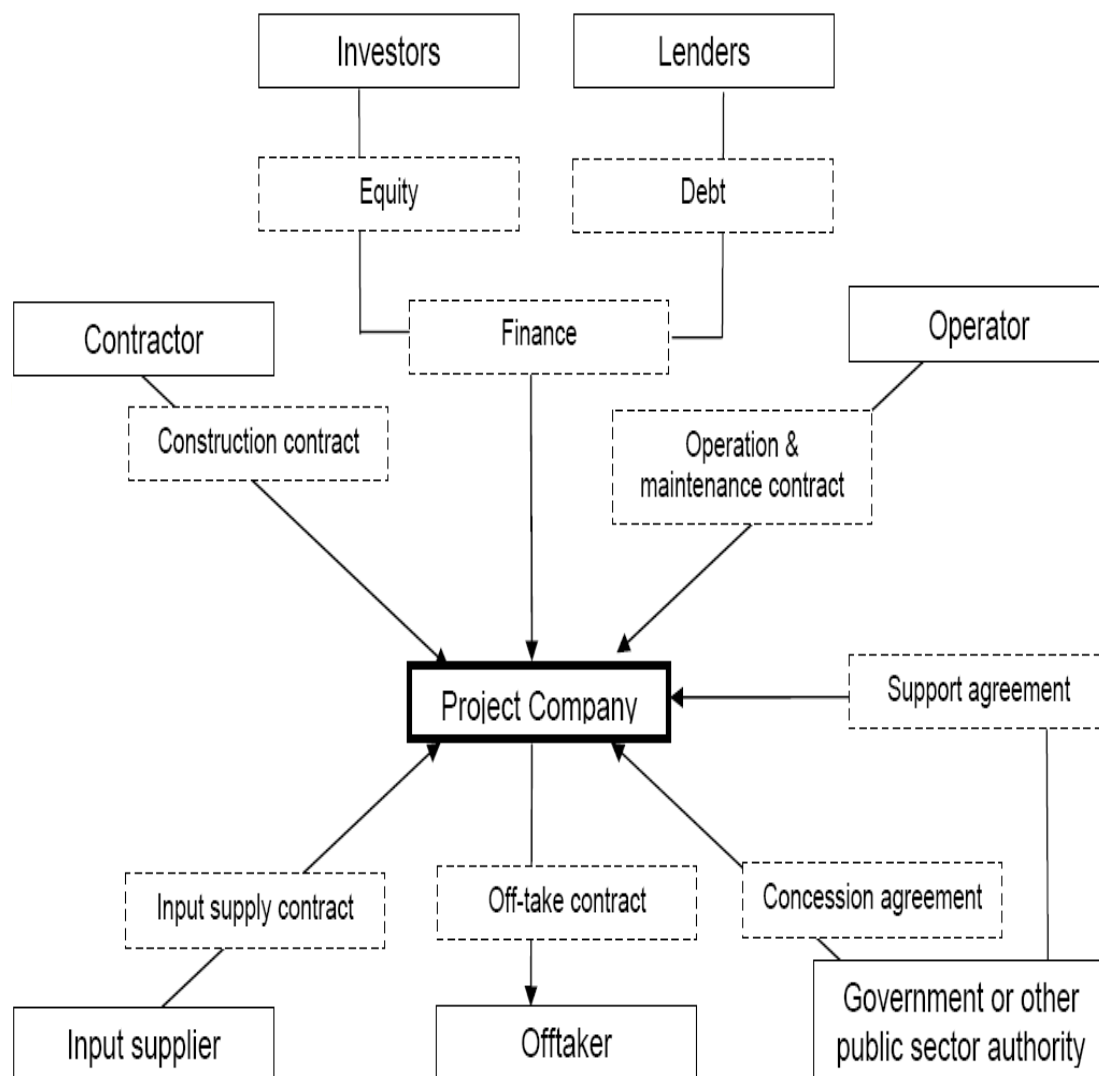 Investors
Lenders
Equity
Debt
Finance
Contractor
Operator
Construction contract
Operation &
maintenance contract
Project Company
Support agreement
Input supply contract
Off-take contract
Concession agreement
Input supplier
Offtaker
Government or other
public sector authority